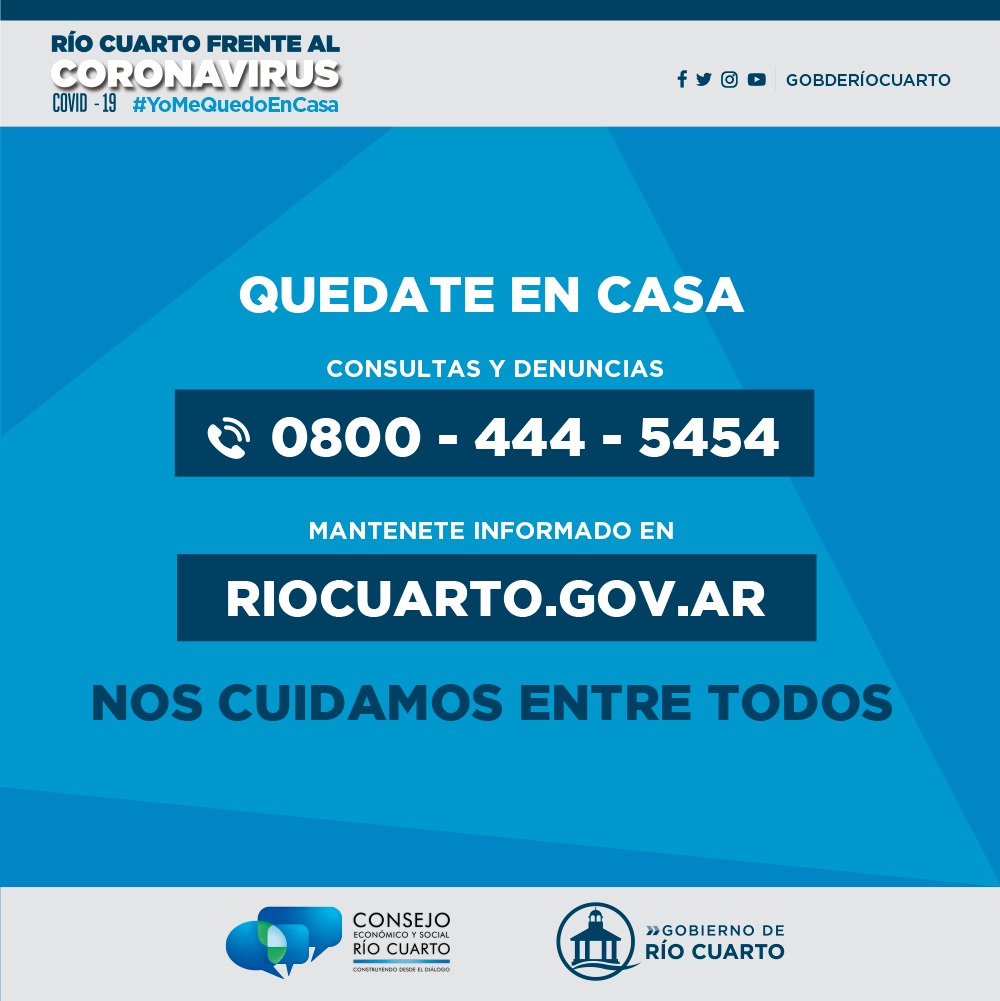 RÍO CUARTO FRENTE AL
CORONAVIRUS
COVID - 19 #YoMeQuedoEnCasa
GOBDERÍOCUARTO
QUEDATE EN CASA
CONSULTAS Y DENUNCIAS
0800 - 444 - 5454
MANTENETE INFORMADO EN
RIOCUARTO.GOV.AR
NOS CUIDAMOS ENTRE TODOS
CONSEJO
ECONÓMICO Y SOCIAL
RÍO CUARTO
CONSTRUYENDO DESDE EL DIÁLOGO
»GOBIERNO DE
RÍO CUARTO